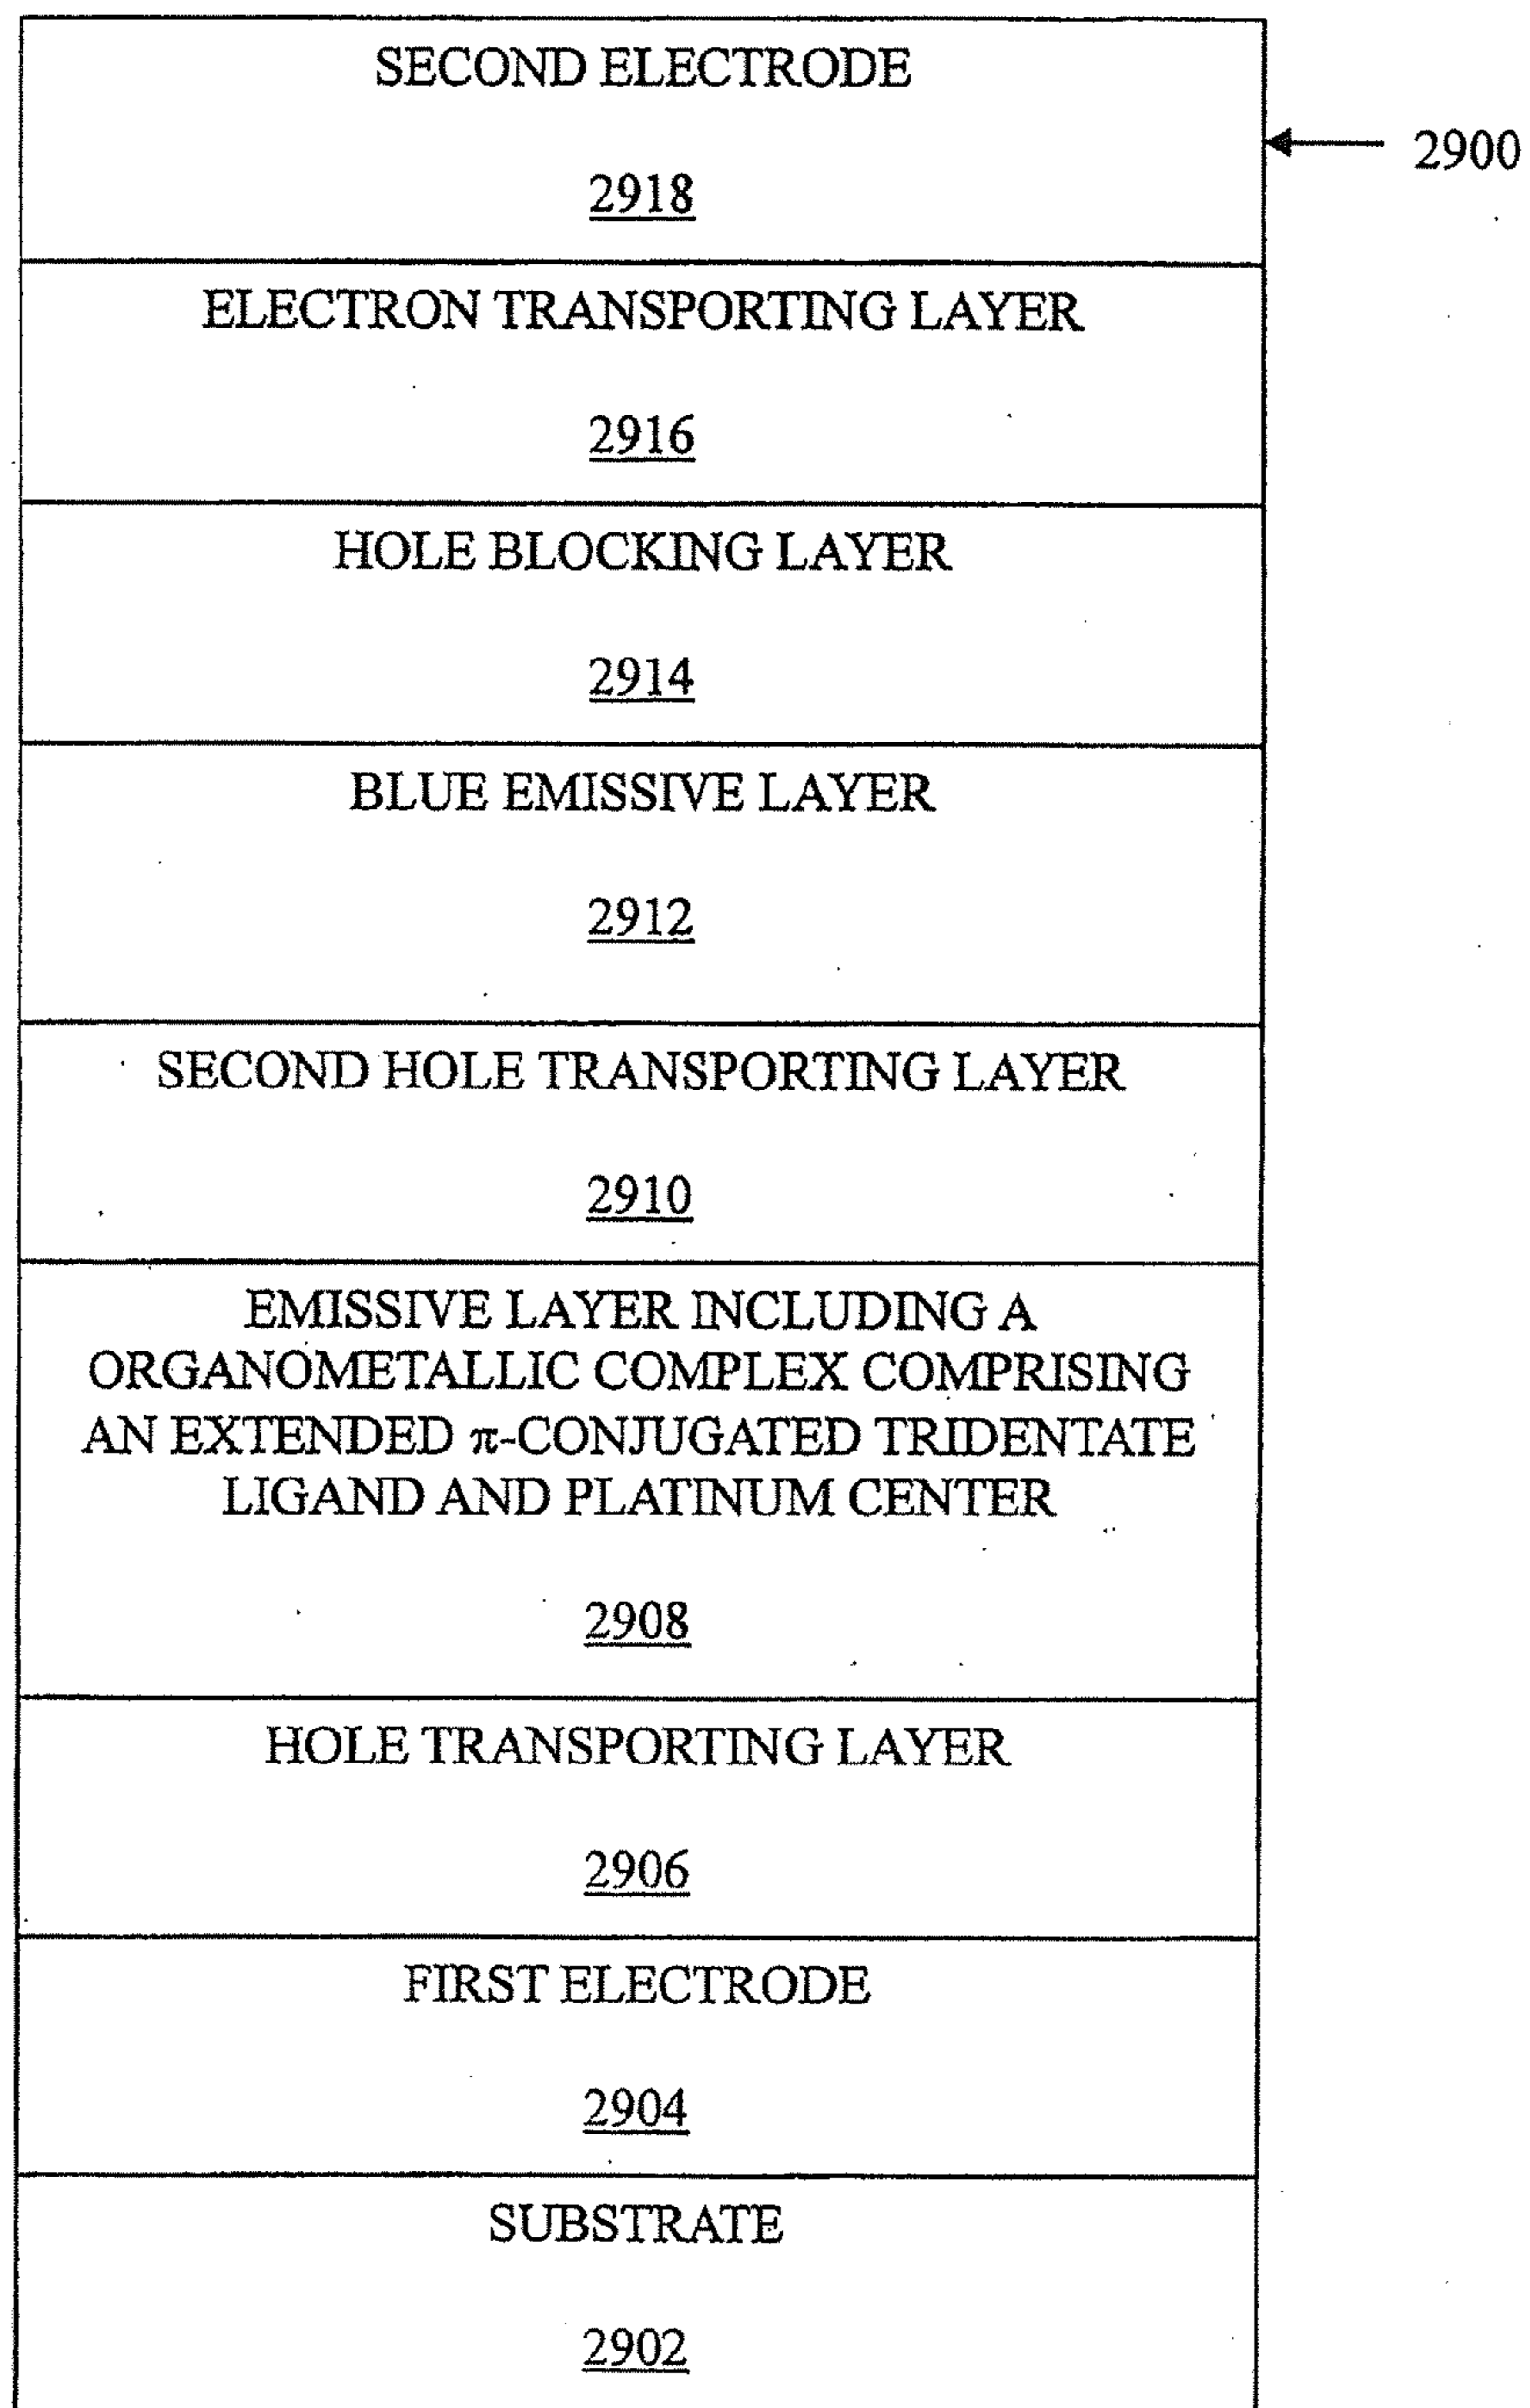 SECOND ELECTRODE
2918
2900
ELECTRON TRANSPORTING LAYER
2916
HOLE BLOCKING LAYER
2914
BLUE EMISSIVE LAYER
2912
SECOND HOLE TRANSPORTING LAYER
2910
EMISSIVE LAYER INCLUDING A
ORGANOMETALLIC COMPLEX COMPRISING
AN EXTENDED π-CONJUGATED TRIDENTATE
LIGAND AND PLATINUM CENTER
2908
HOLE TRANSPORTING LAYER
2906
FIRST ELECTRODE
2904
SUBSTRATE
2902